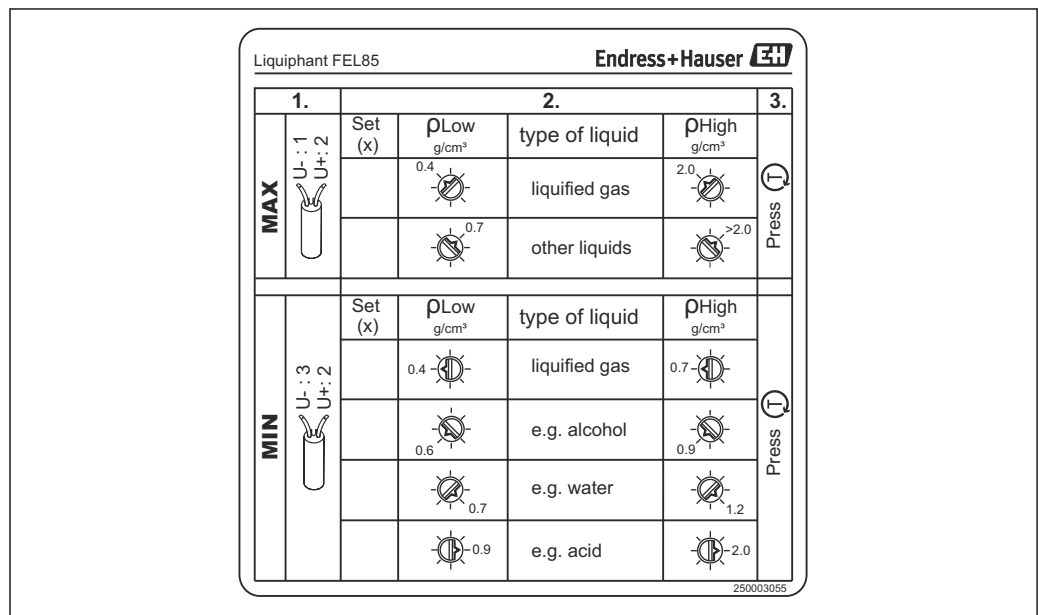 Liquiphant FEL85 Endress+Hauser EH
1. 2. 3.
MAX
U- : 1
U+: 2
Set (x) ρLow g/cm³ type of liquid ρHigh g/cm³
0.4 liquified gas 2.0
0.7 other liquids >2.0
Press T
MIN
U- : 3
U+: 2
Set (x) ρLow g/cm³ type of liquid ρHigh g/cm³
0.4 liquified gas 0.7
0.6 e.g. alcohol 0.9
0.7 e.g. water 1.2
0.9 e.g. acid 2.0
Press T
250003055